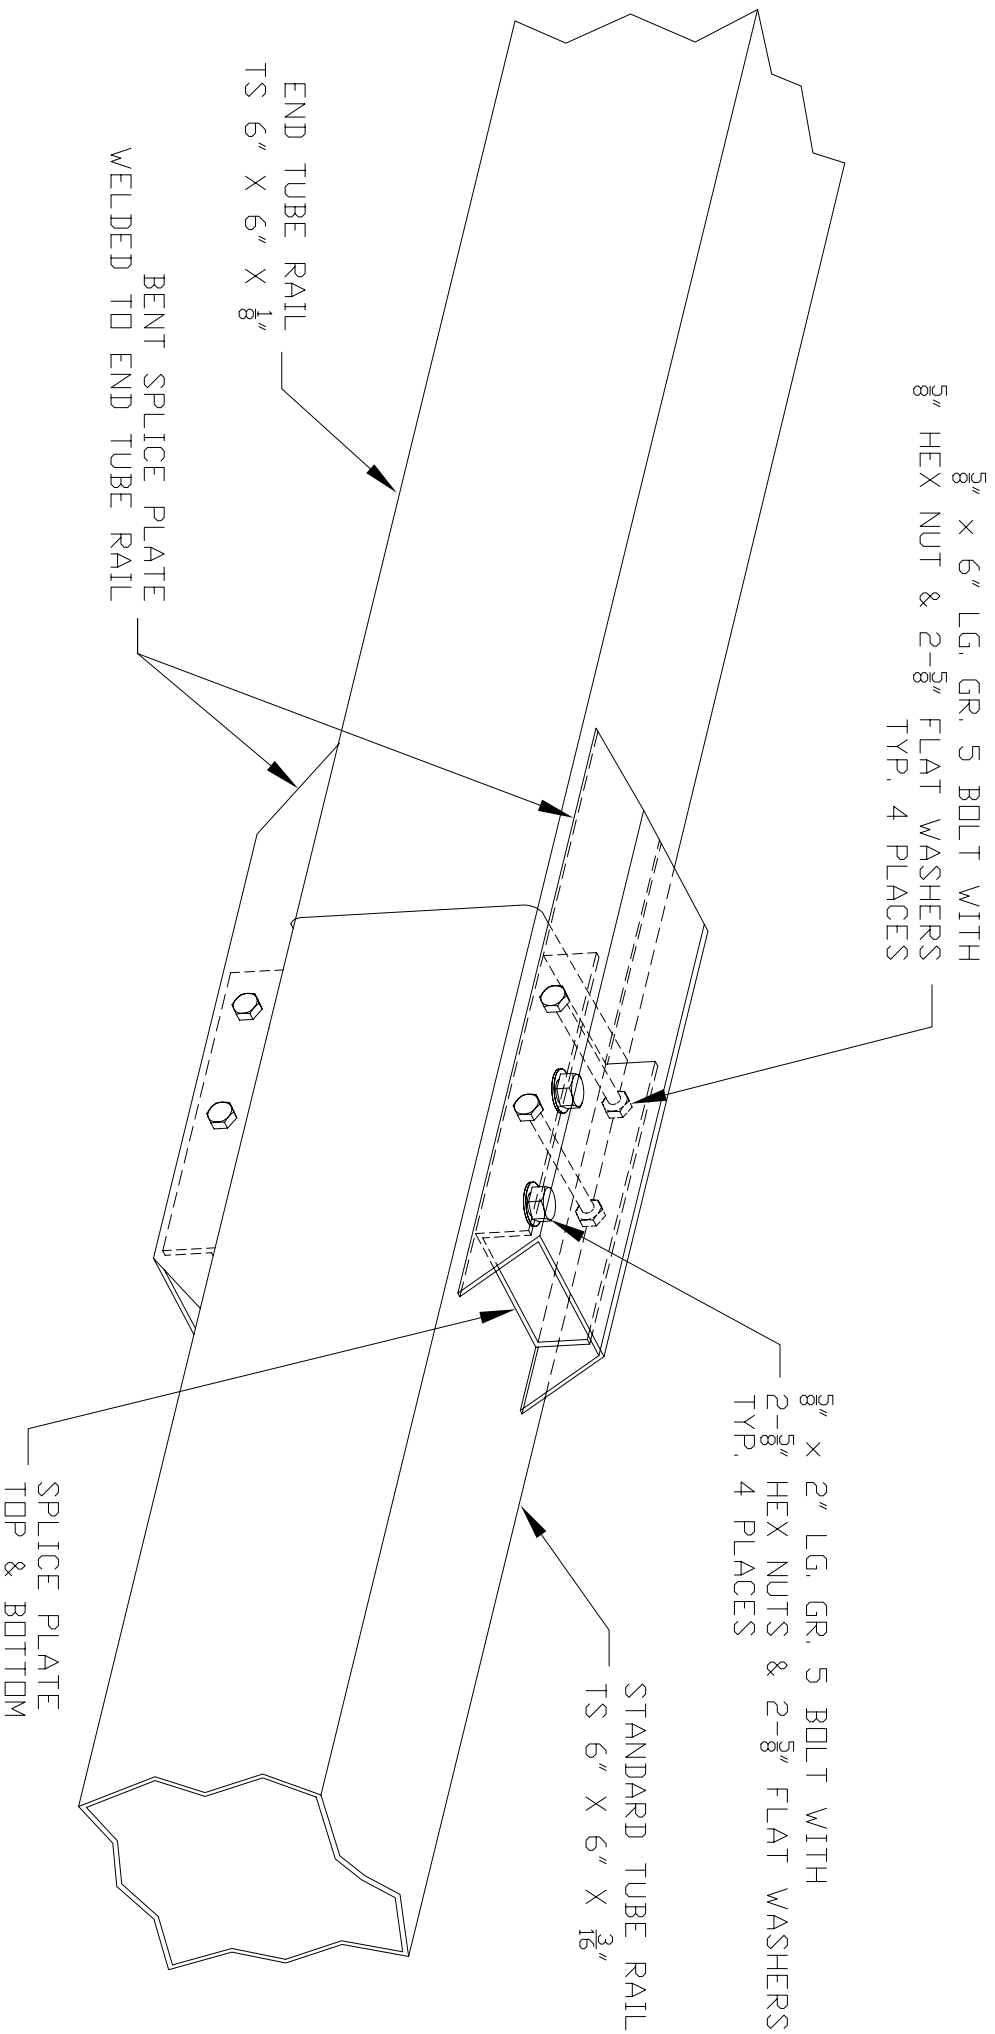 ⅝" X 6" LG. GR. 5 BOLT WITH
⅝" HEX NUT & 2-⅝" FLAT WASHERS
TYP. 4 PLACES
⅝" X 2" LG. GR. 5 BOLT WITH
2-⅝" HEX NUTS & 2-⅝" FLAT WASHERS
TYP. 4 PLACES
STANDARD TUBE RAIL
TS 6" X 6" X 3/16"
END TUBE RAIL
TS 6" X 6" X ⅛"
BENT SPLICE PLATE
WELDED TO END TUBE RAIL
SPLICE PLATE
TOP & BOTTOM